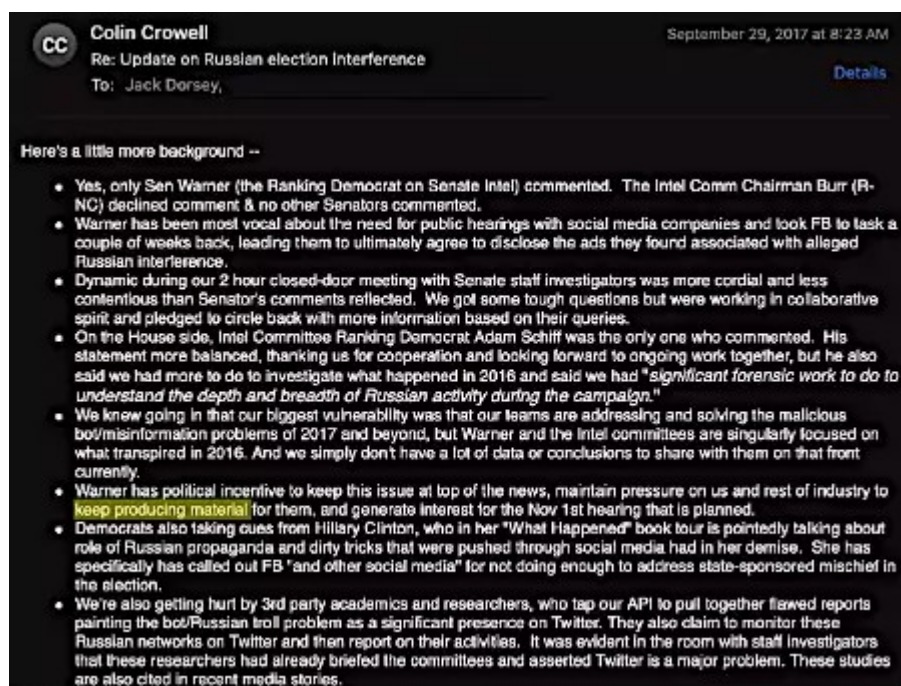 CC
Colin Crowell
September 29, 2017 at 8:23 AM
Re: Update on Russian election interference
To: Jack Dorsey,
Details
Here's a little more background --
• Yes, only Sen Warner (the Ranking Democrat on Senate Intel) commented. The Intel Comm Chairman Burr (R-
NC) declined comment & no other Senators commented.
• Warner has been most vocal about the need for public hearings with social media companies and took FB to task a
couple of weeks back, leading them to ultimately agree to disclose the ads they found associated with alleged
Russian interference.
• Dynamic during our 2 hour closed-door meeting with Senate staff investigators was more cordial and less
contentious than Senator's comments reflected. We got some tough questions but were working in collaborative
spirit and pledged to circle back with more information based on their queries.
• On the House side, Intel Committee Ranking Democrat Adam Schiff was the only one who commented. His
statement more balanced, thanking us for cooperation and looking forward to ongoing work together, but he also
said we had more to do to investigate what happened in 2016 and said we had "significant forensic work to do to
understand the depth and breadth of Russian activity during the campaign."
• We knew going in that our biggest vulnerability was that our teams are addressing and solving the malicious
bot/misinformation problems of 2017 and beyond, but Warner and the Intel committees are singularly focused on
what transpired in 2016. And we simply don't have a lot of data or conclusions to share with them on that front
currently.
• Warner has political incentive to keep this issue at top of the news, maintain pressure on us and rest of industry to
keep producing material for them, and generate interest for the Nov 1st hearing that is planned.
• Democrats also taking cues from Hillary Clinton, who in her "What Happened" book tour is pointedly talking about
role of Russian propaganda and dirty tricks that were pushed through social media had in her demise. She has
specifically has called out FB "and other social media" for not doing enough to address state-sponsored mischief in
the election.
• We're also getting hurt by 3rd party academics and researchers, who tap our API to pull together flawed reports
painting the bot/Russian troll problem as a significant presence on Twitter. They also claim to monitor these
Russian networks on Twitter and then report on their activities. It was evident in the room with staff investigators
that these researchers had already briefed the committees and asserted Twitter is a major problem. These studies
are also cited in recent media stories.